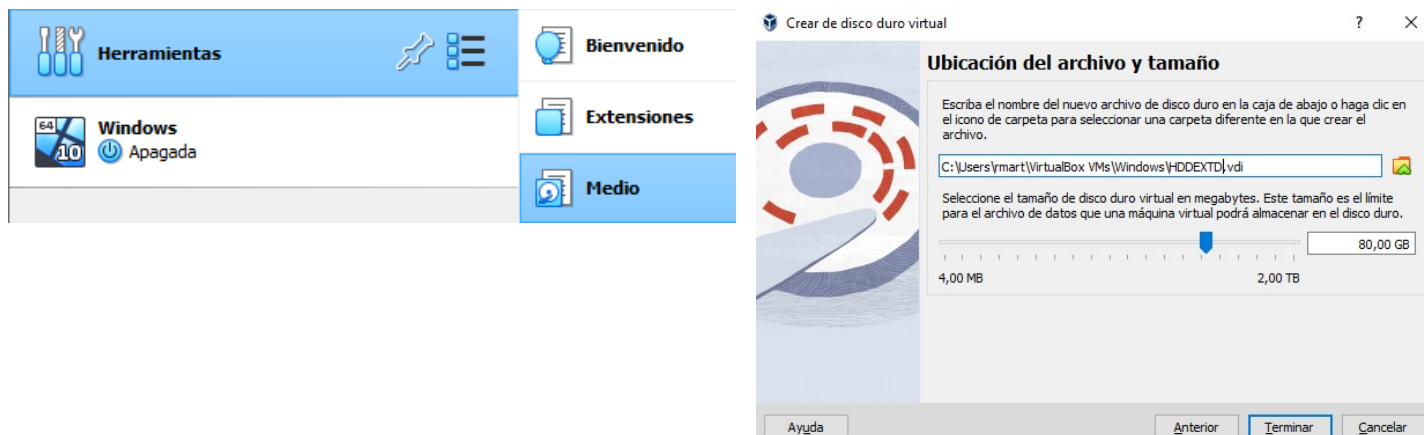 Herramientas
64
10
Windows
Apagada
Bienvenido
Extensiones
Medio
Crear de disco duro virtual
?
Ubicación del archivo y tamaño
Escriba el nombre del nuevo archivo de disco duro en la caja de abajo o haga clic en
el icono de carpeta para seleccionar una carpeta diferente en la que crear el
archivo.
C:\Users\rmart\VirtualBox VMs\Windows\HDDEXTD.vdi
Seleccione el tamaño de disco duro virtual en megabytes. Este tamaño es el límite
para el archivo de datos que una máquina virtual podrá almacenar en el disco duro.
80,00 GB
4,00 MB
2,00 TB
Ayuda
Anterior
Terminar
Cancelar